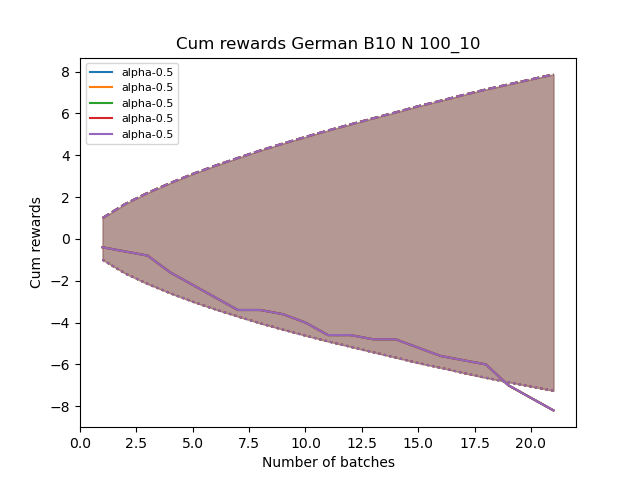 Cum rewards German B10 N 100_10
alpha-0.5
alpha-0.5
alpha-0.5
alpha-0.5
alpha-0.5
8
6
4
2
0
−2
−4
−6
−8
Cum rewards
0.0 2.5 5.0 7.5 10.0 12.5 15.0 17.5 20.0
Number of batches